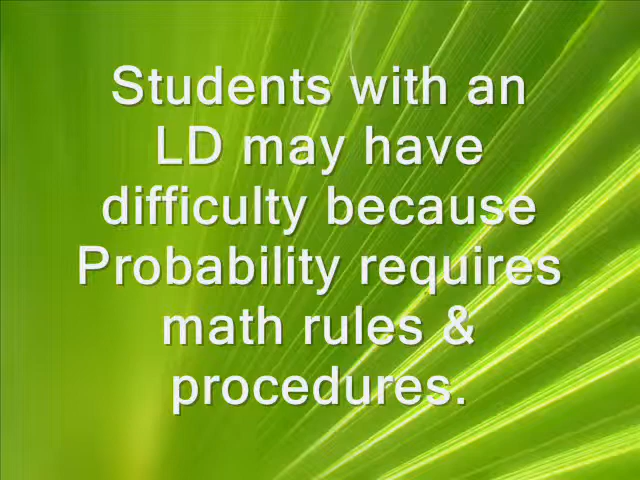 Students with an
LD may have
difficulty because
Probability requires
math rules &
procedures.